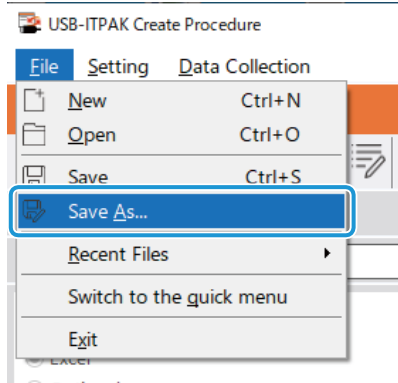 USB-ITPAK Create Procedure
File Setting Data Collection
New Ctrl+N
Open Ctrl+O
Save Ctrl+S
Save As...
Recent Files
Switch to the quick menu
Exit
Excel